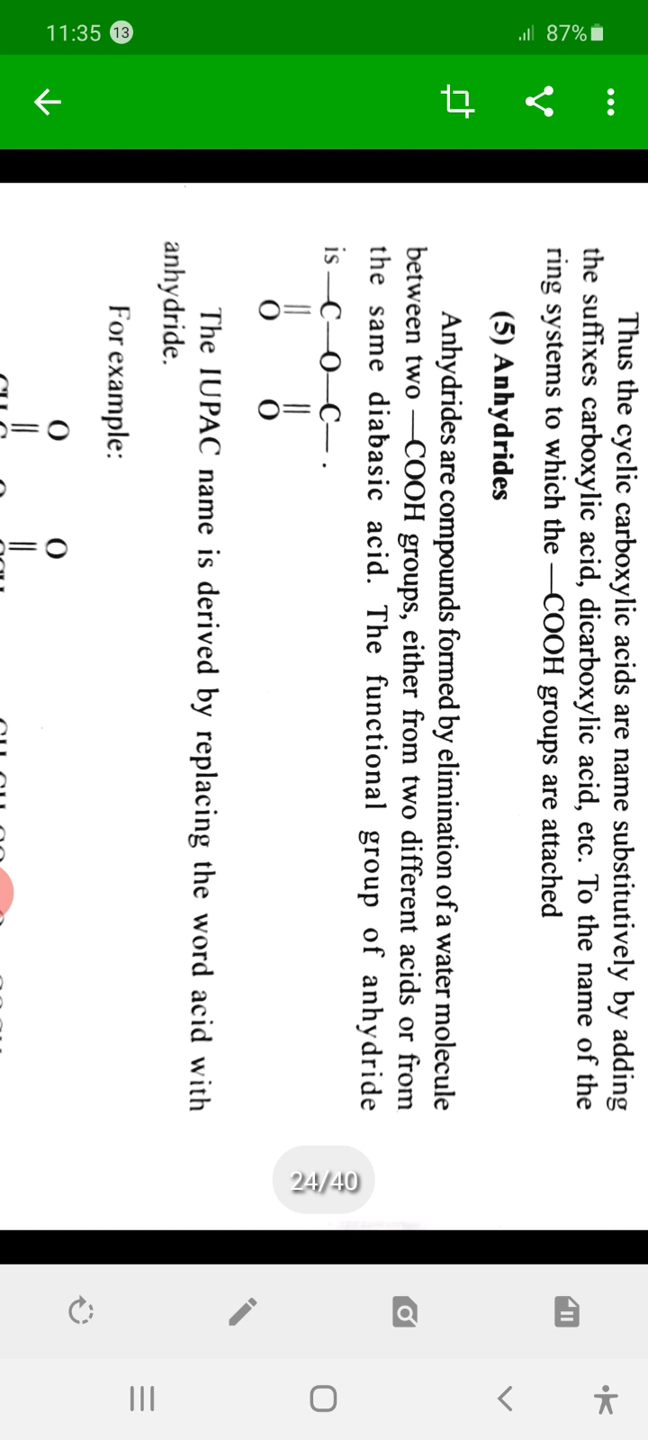 11:35 13 87%
Thus the cyclic carboxylic acids are name substitutively by adding
the suffixes carboxylic acid, dicarboxylic acid, etc. To the name of the
ring systems to which the —COOH groups are attached
(5) Anhydrides
Anhydrides are compounds formed by elimination of a water molecule
between two —COOH groups, either from two different acids or from
the same diabasic acid. The functional group of anhydride
is —C—O—C— .
|| ||
O O
The IUPAC name is derived by replacing the word acid with
anhydride.
For example:
O O
|| ||
24/40